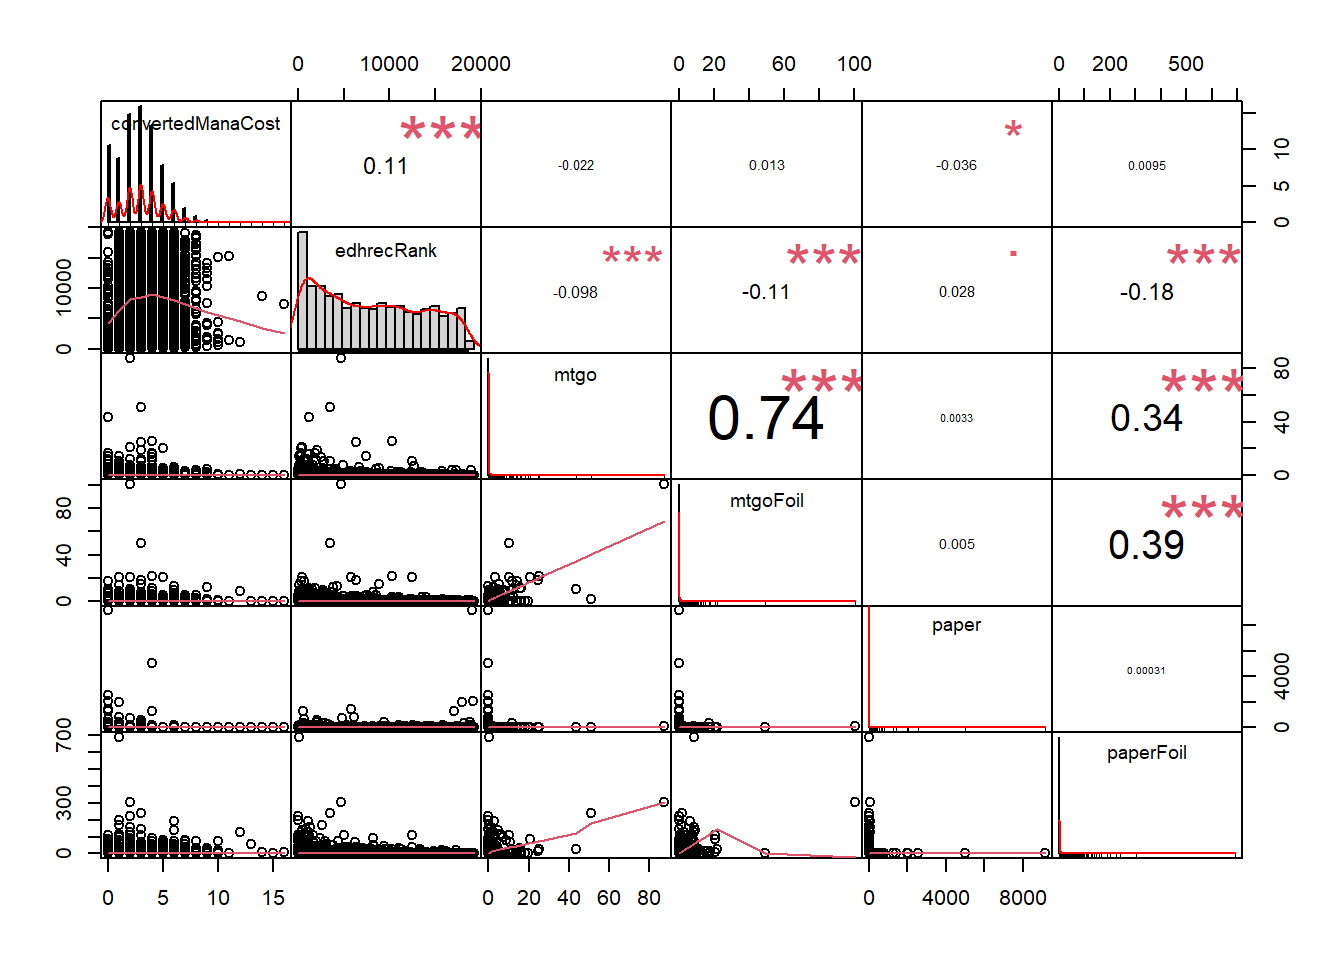 0 10000 20000 0 20 40 60 100 0 200 500
convertedManaCost
***
0.11
-0.022
0.013
*
-0.036
0.0095
0 5 10
0 10000
edhrecRank
***
-0.098
***
-0.11
.
0.028
***
-0.18
mtgo
***
0.74
0.0033
***
0.34
0 40 80
0 40 80
mtgoFoil
0.005
***
0.39
paper
0.00031
0 4000
0 300 700
paperFoil
0 5 10 15 0 20 40 60 80 0 4000 8000